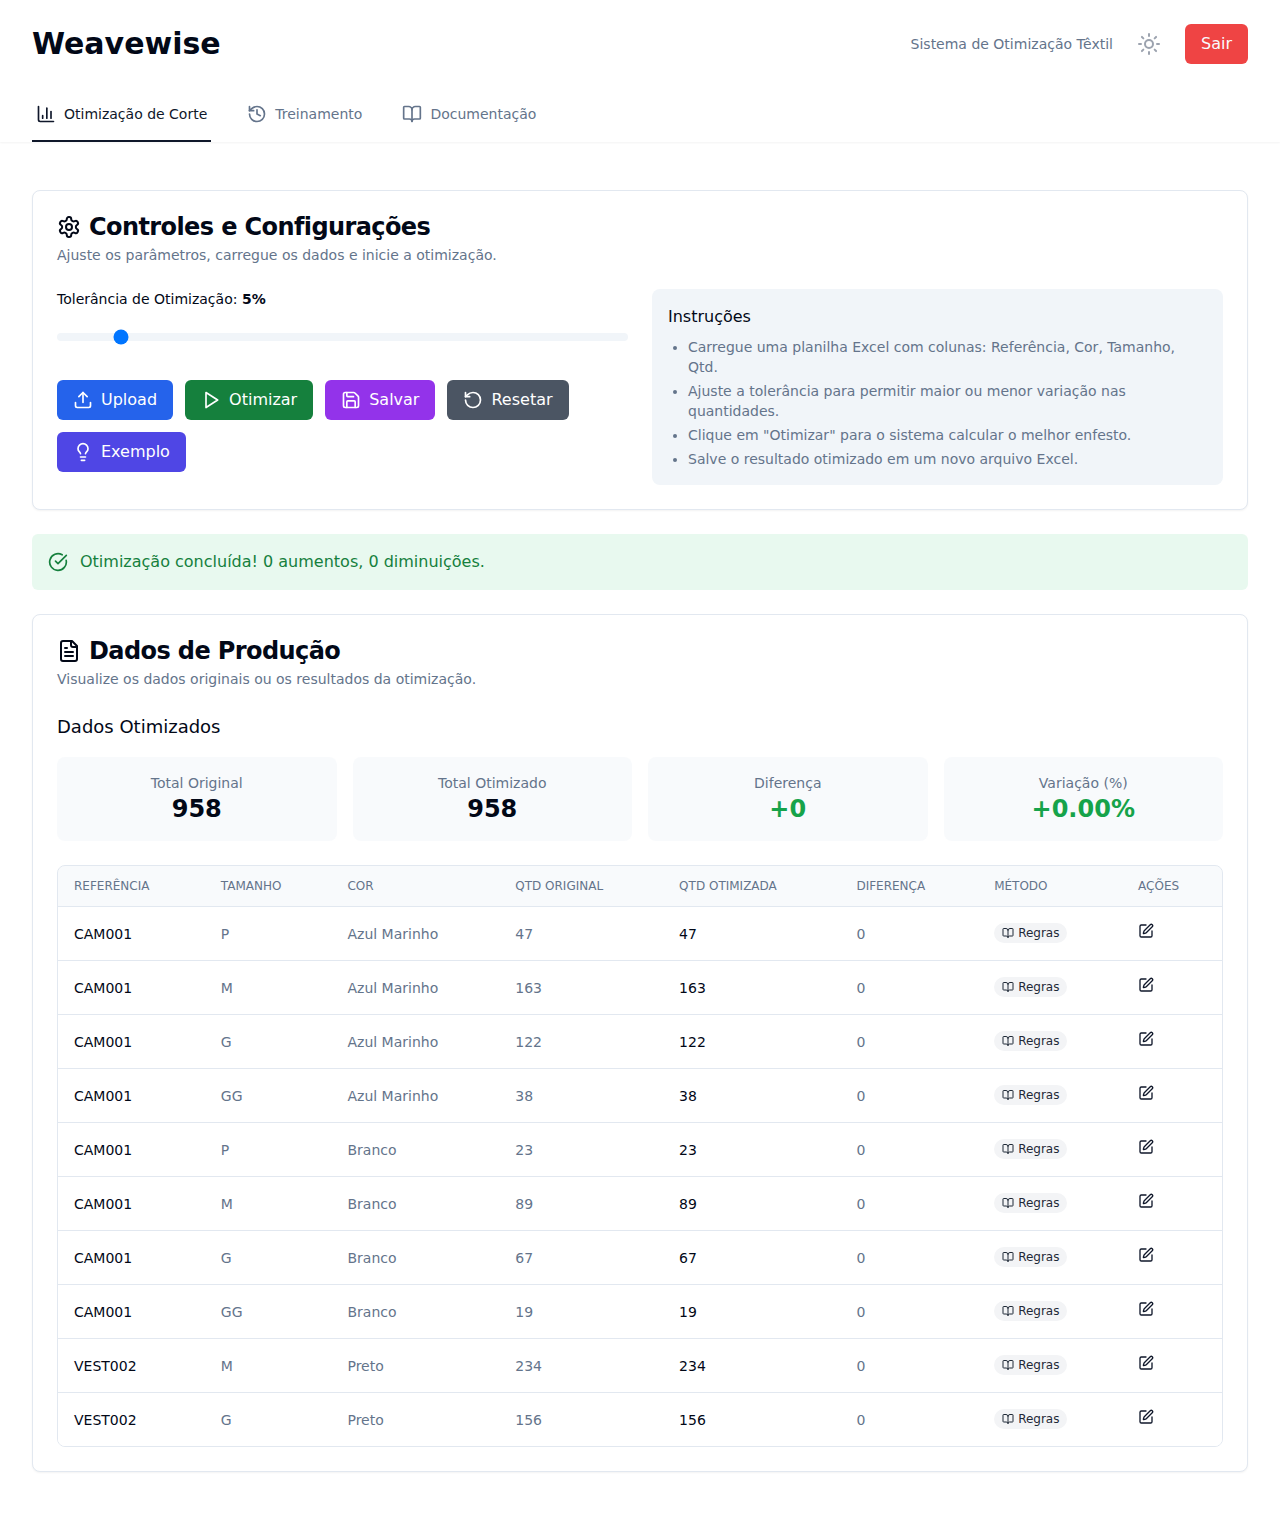 Weavewise
Sistema de Otimização Têxtil
Sair
Otimização de Corte
Treinamento
Documentação
Controles e Configurações
Ajuste os parâmetros, carregue os dados e inicie a otimização.
Tolerância de Otimização: 5%
Upload
Otimizar
Salvar
Resetar
Exemplo
Instruções
• Carregue uma planilha Excel com colunas: Referência, Cor, Tamanho,
Qtd.
• Ajuste a tolerância para permitir maior ou menor variação nas
quantidades.
• Clique em "Otimizar" para o sistema calcular o melhor enfesto.
• Salve o resultado otimizado em um novo arquivo Excel.
Otimização concluída! 0 aumentos, 0 diminuições.
Dados de Produção
Visualize os dados originais ou os resultados da otimização.
Dados Otimizados
Total Original
958
Total Otimizado
958
Diferença
+0
Variação (%)
+0.00%
REFERÊNCIA TAMANHO COR QTD ORIGINAL QTD OTIMIZADA DIFERENÇA MÉTODO AÇÕES
CAM001 P Azul Marinho 47 47 0 Regras
CAM001 M Azul Marinho 163 163 0 Regras
CAM001 G Azul Marinho 122 122 0 Regras
CAM001 GG Azul Marinho 38 38 0 Regras
CAM001 P Branco 23 23 0 Regras
CAM001 M Branco 89 89 0 Regras
CAM001 G Branco 67 67 0 Regras
CAM001 GG Branco 19 19 0 Regras
VEST002 M Preto 234 234 0 Regras
VEST002 G Preto 156 156 0 Regras